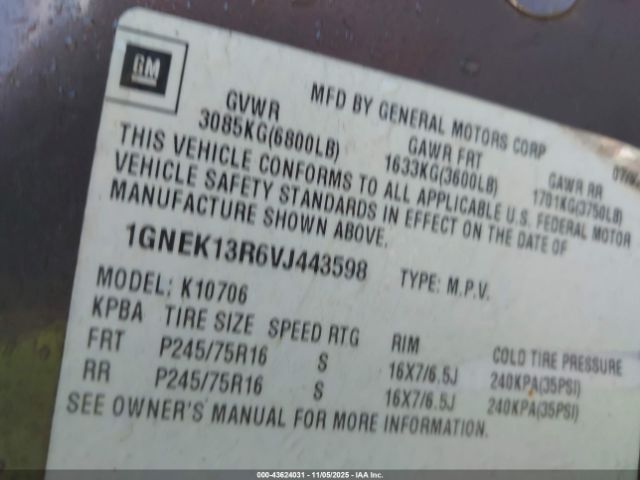 GM
MFD BY GENERAL MOTORS CORP
GVWR GAWR FRT GAWR RR
3085KG(6800LB) 1633KG(3600LB) 1701KG(3750LB)
THIS VEHICLE CONFORMS TO ALL APPLICABLE U.S. FEDERAL MOTOR
VEHICLE SAFETY STANDARDS IN EFFECT ON THE DATE OF
MANUFACTURE SHOWN ABOVE.
1GNEK13R6VJ443598 TYPE: M.P.V.
MODEL: K10706
KPBA TIRE SIZE SPEED RTG RIM COLD TIRE PRESSURE
FRT P245/75R16 S 16X7/6.5J 240KPA(35PSI)
RR P245/75R16 S 16X7/6.5J 240KPA(35PSI)
SEE OWNER'S MANUAL FOR MORE INFORMATION.
000-43624031 - 11/05/2025 - IAA Inc.